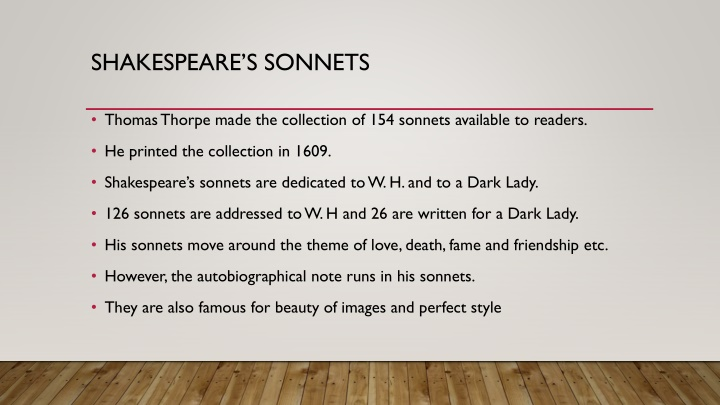 SHAKESPEARE’S SONNETS
• Thomas Thorpe made the collection of 154 sonnets available to readers.
• He printed the collection in 1609.
• Shakespeare’s sonnets are dedicated to W. H. and to a Dark Lady.
• 126 sonnets are addressed to W. H and 26 are written for a Dark Lady.
• His sonnets move around the theme of love, death, fame and friendship etc.
• However, the autobiographical note runs in his sonnets.
• They are also famous for beauty of images and perfect style